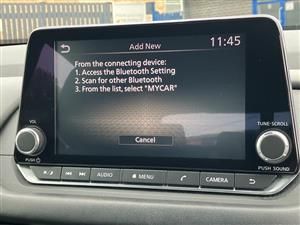 Add New
11:45
From the connecting device:
1. Access the Bluetooth Setting
2. Scan for other Bluetooth
3. From the list, select "MYCAR"
Cancel
VOL
TUNE·SCROLL
PUSH
PUSH SOUND
AUDIO
MENU
CAMERA